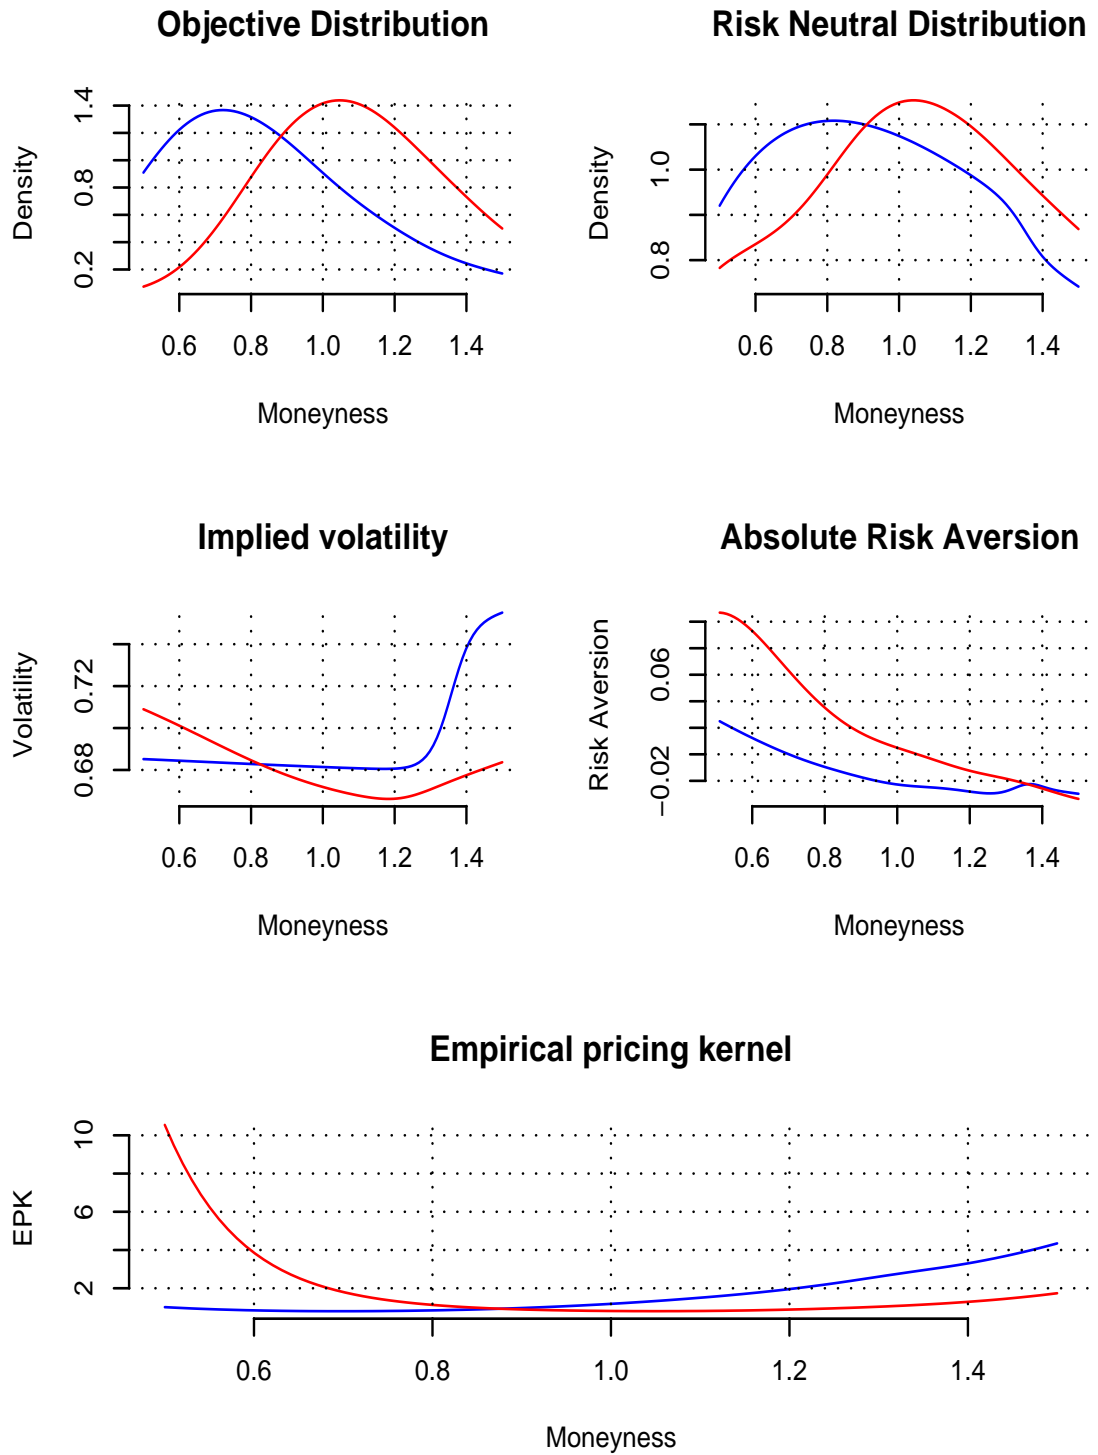 Objective Distribution
Density
0.2 0.8 1.4
0.6 0.8 1.0 1.2 1.4
Moneyness
Risk Neutral Distribution
Density
0.8 1.0
0.6 0.8 1.0 1.2 1.4
Moneyness
Implied volatility
Volatility
0.68 0.72
0.6 0.8 1.0 1.2 1.4
Moneyness
Absolute Risk Aversion
Risk Aversion
−0.02 0.06
0.6 0.8 1.0 1.2 1.4
Moneyness
Empirical pricing kernel
EPK
2 6 10
0.6 0.8 1.0 1.2 1.4
Moneyness